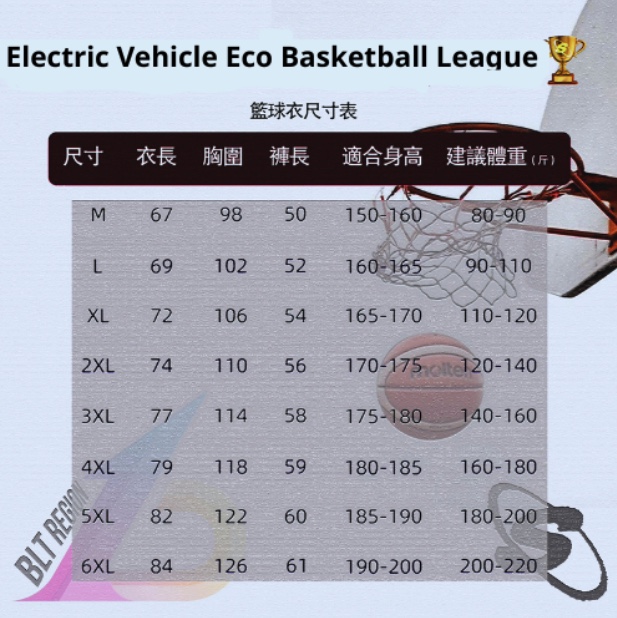 Electric Vehicle Eco Basketball League
籃球衣尺寸表
尺寸 衣長 胸圍 褲長 適合身高 建議體重(斤)
M 67 98 50 150-160 80-90
L 69 102 52 160-165 90-110
XL 72 106 54 165-170 110-120
2XL 74 110 56 170-175 120-140
molten
3XL 77 114 58 175-180 140-160
4XL 79 118 59 180-185 160-180
5XL 82 122 60 185-190 180-200
6XL 84 126 61 190-200 200-220
BLT REGION